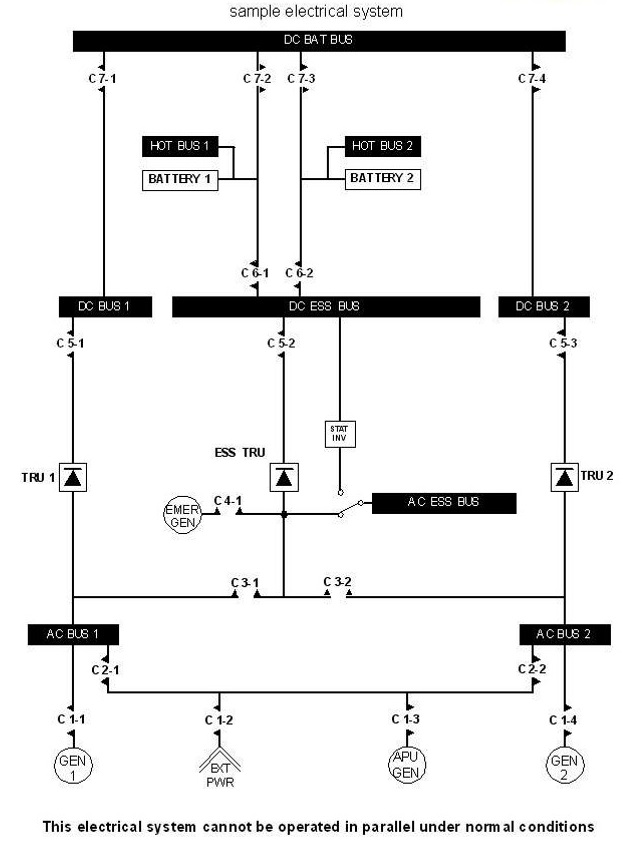 sample electrical system
DC BAT BUS
C 7-1
C 7-2
C 7-3
C 7-4
HOT BUS 1
HOT BUS 2
BATTERY 1
BATTERY 2
C 6-1
C 6-2
DC BUS 1
DC ESS BUS
DC BUS 2
C 5-1
C 5-2
C 5-3
STAT
INV
ESS TRU
TRU 1
TRU 2
C 4-1
AC ESS BUS
EMER
GEN
C 3-1
C 3-2
AC BUS 1
AC BUS 2
C 2-1
C 2-2
C 1-1
C 1-2
C 1-3
C 1-4
GEN
1
EXT
PWR
APU
GEN
GEN
2
This electrical system cannot be operated in parallel under normal conditions